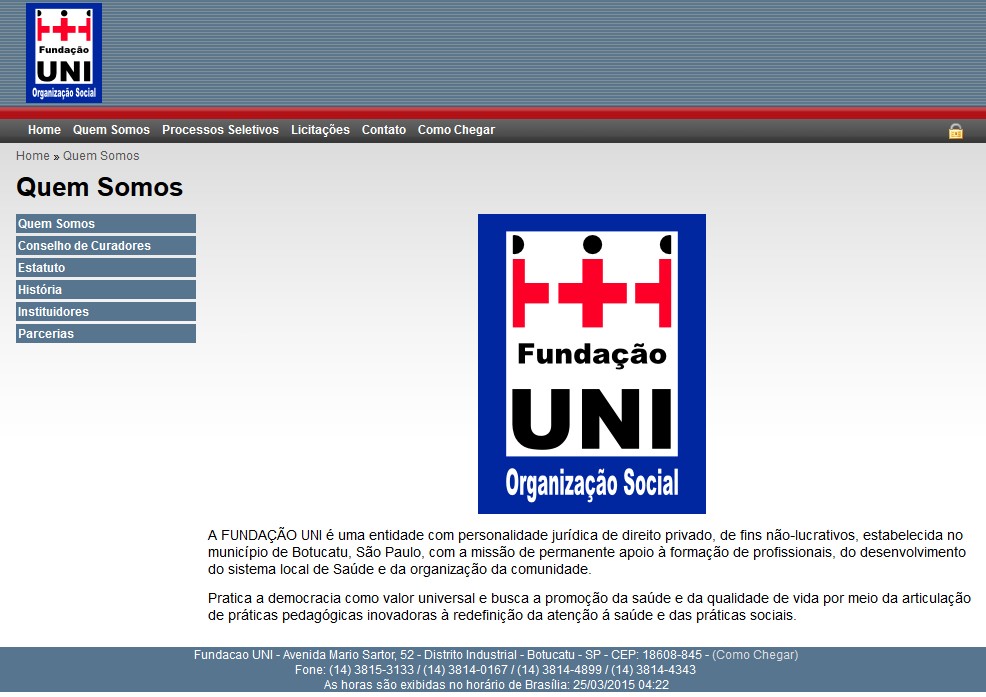 Fundação
UNI
Organização Social
Home Quem Somos Processos Seletivos Licitações Contato Como Chegar
Home » Quem Somos
Quem Somos
Quem Somos
Conselho de Curadores
Estatuto
História
Instituidores
Parcerias
Fundação
UNI
Organização Social
A FUNDAÇÃO UNI é uma entidade com personalidade jurídica de direito privado, de fins não-lucrativos, estabelecida no
município de Botucatu, São Paulo, com a missão de permanente apoio à formação de profissionais, do desenvolvimento
do sistema local de Saúde e da organização da comunidade.
Pratica a democracia como valor universal e busca a promoção da saúde e da qualidade de vida por meio da articulação
de práticas pedagógicas inovadoras à redefinição da atenção á saúde e das práticas sociais.
Fundacao UNI - Avenida Mario Sartor, 52 - Distrito Industrial - Botucatu - SP - CEP: 18608-845 - (Como Chegar)
Fone: (14) 3815-3133 / (14) 3814-0167 / (14) 3814-4899 / (14) 3814-4343
As horas são exibidas no horário de Brasília: 25/03/2015 04:22